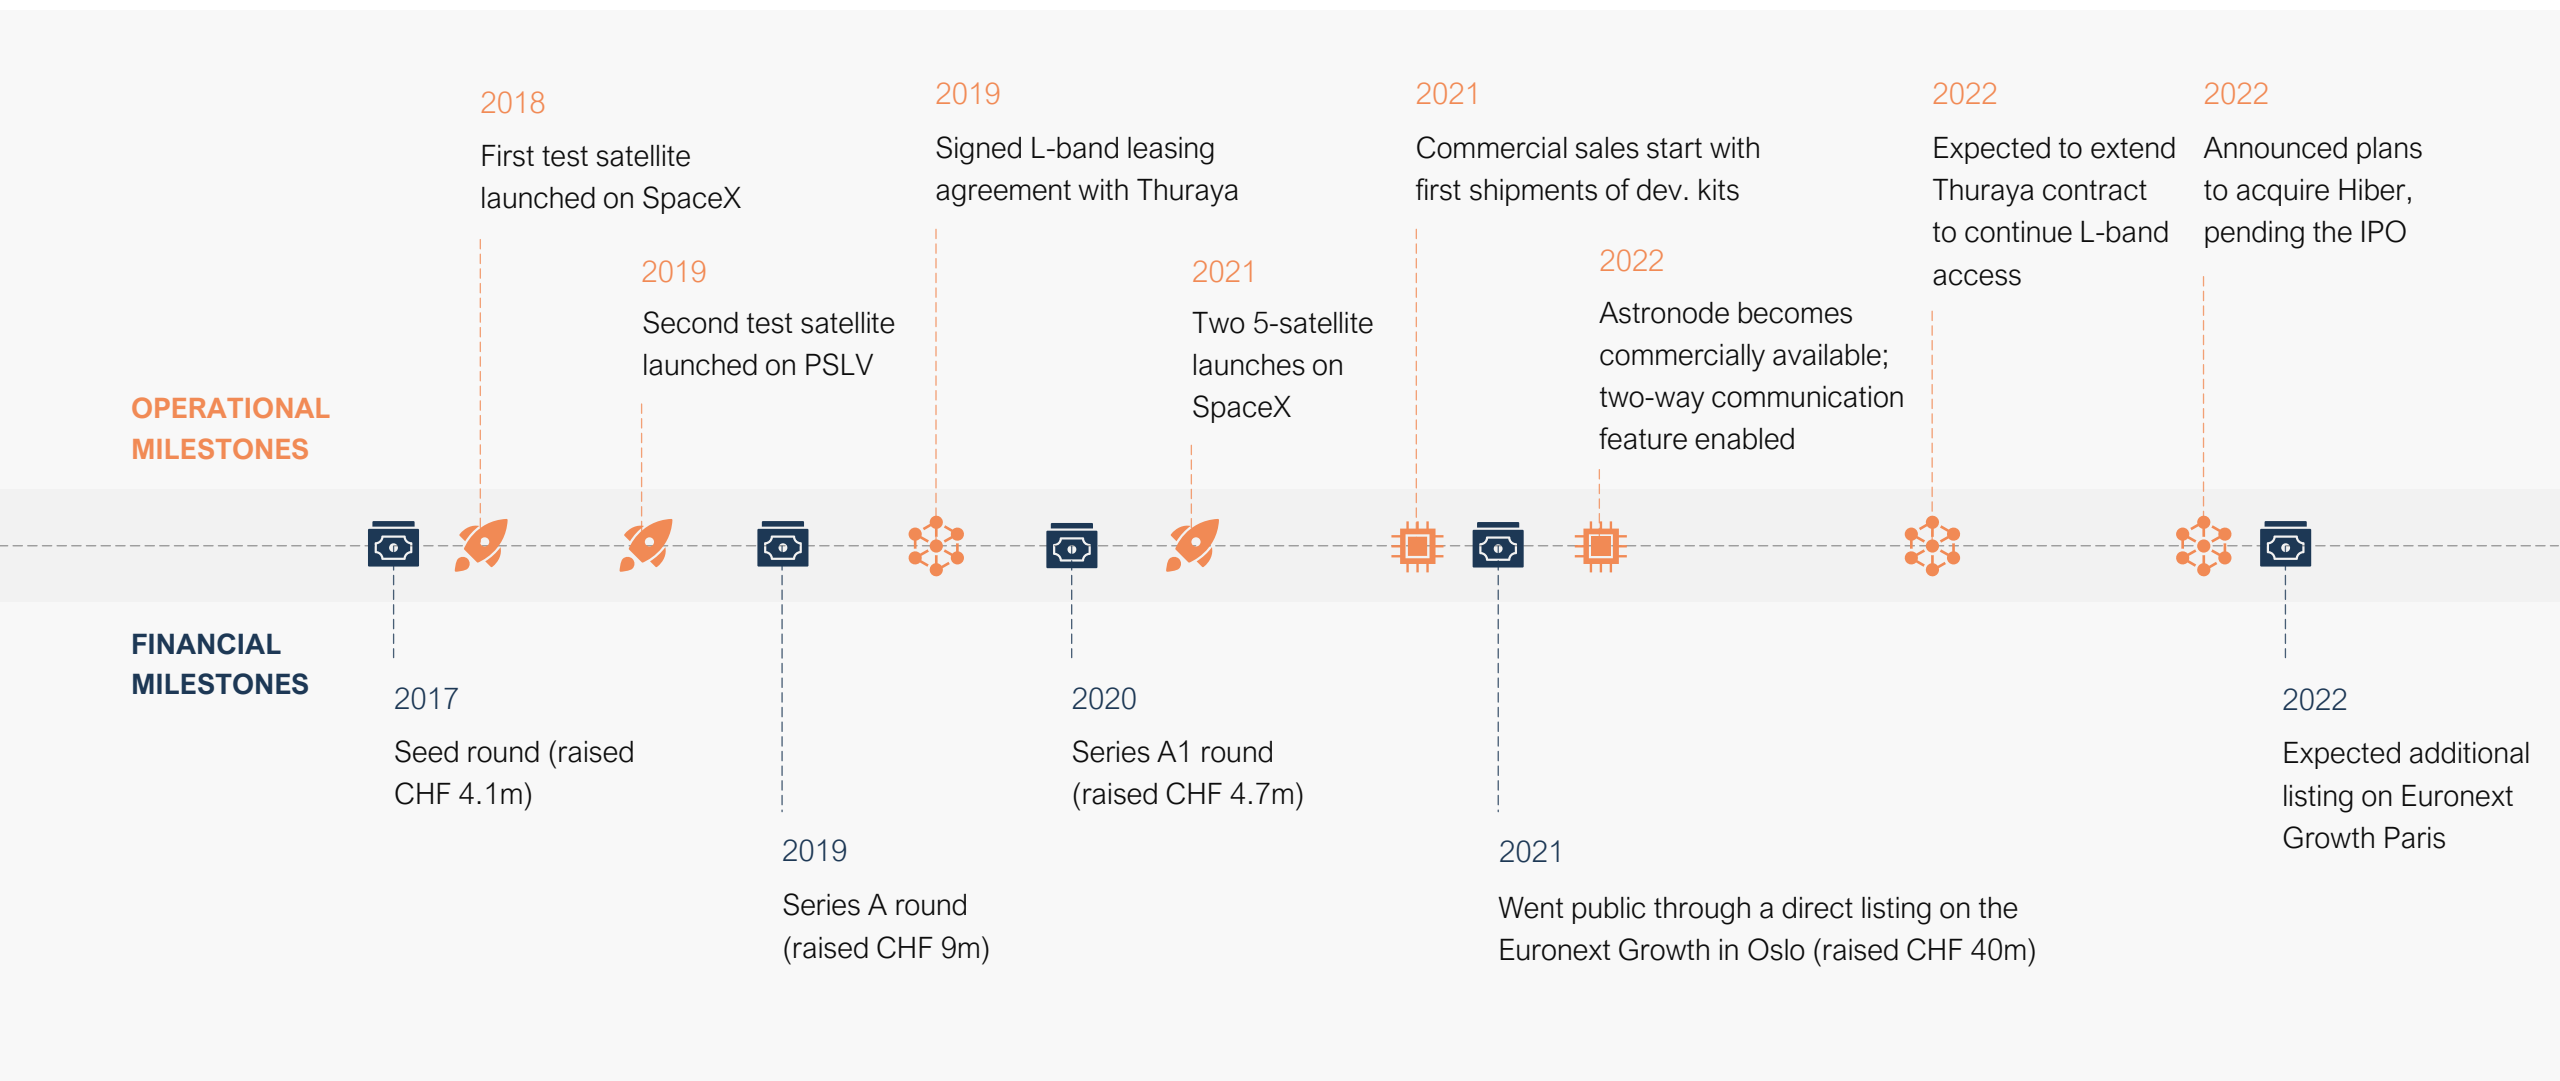 2018
First test satellite
launched on SpaceX
2019
Second test satellite
launched on PSLV
2019
Signed L-band leasing
agreement with Thuraya
2021
Two 5-satellite
launches on
SpaceX
2021
Commercial sales start with
first shipments of dev. kits
2022
Astronode becomes
commercially available;
two-way communication
feature enabled
2022
Expected to extend
Thuraya contract
to continue L-band
access
2022
Announced plans
to acquire Hiber,
pending the IPO
OPERATIONAL
MILESTONES
FINANCIAL
MILESTONES
2017
Seed round (raised
CHF 4.1m)
2019
Series A round
(raised CHF 9m)
2020
Series A1 round
(raised CHF 4.7m)
2021
Went public through a direct listing on the
Euronext Growth in Oslo (raised CHF 40m)
2022
Expected additional
listing on Euronext
Growth Paris